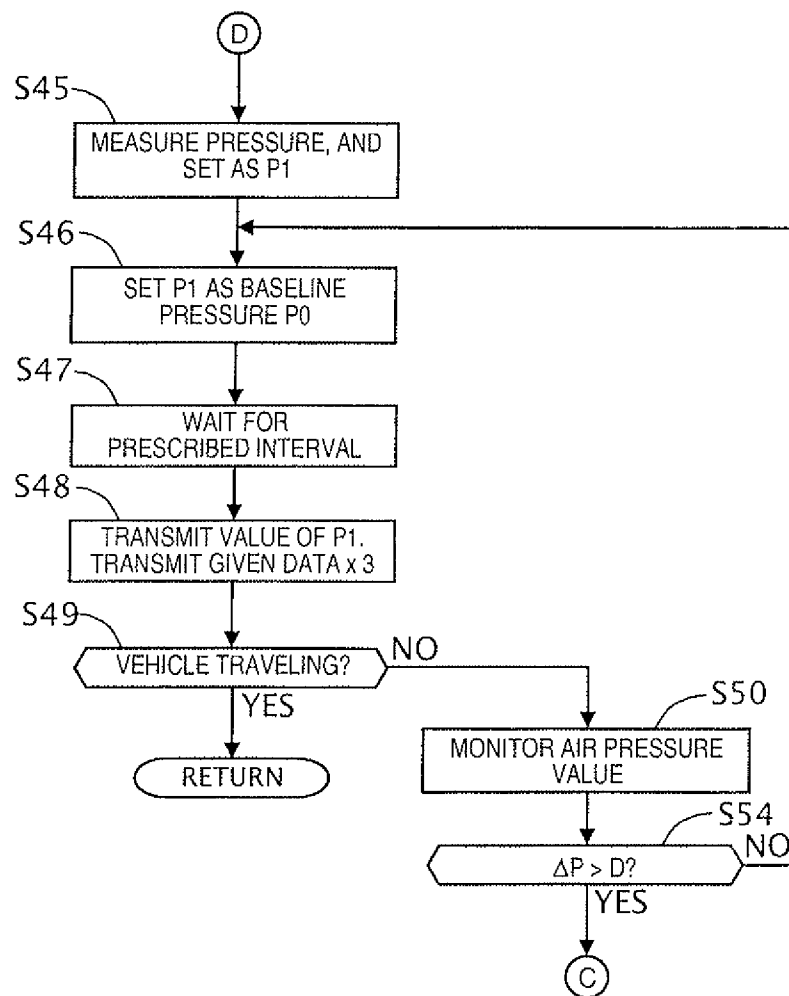 D
S45
MEASURE PRESSURE, AND
SET AS P1
S46
SET P1 AS BASELINE
PRESSURE P0
S47
WAIT FOR
PRESCRIBED INTERVAL
S48
TRANSMIT VALUE OF P1.
TRANSMIT GIVEN DATA x 3
S49
VEHICLE TRAVELING?
NO
YES
RETURN
S50
MONITOR AIR PRESSURE
VALUE
S54
ΔP > D?
NO
YES
C